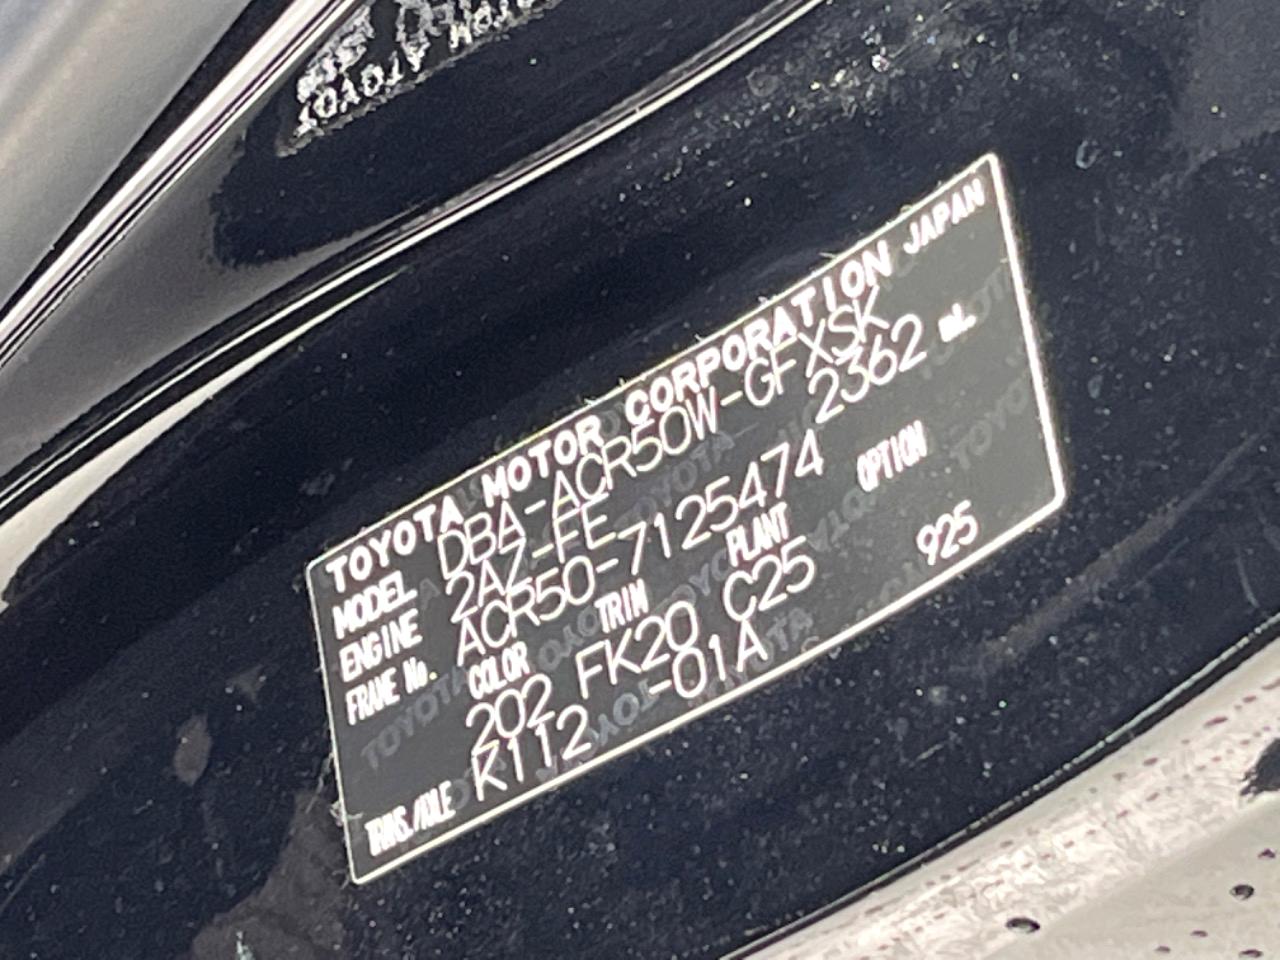 TOYOTA MOTOR CORPORATION JAPAN
MODEL DBA-ACR50W-GFXSK
ENGINE 2AZ-FE 2362 mL
FRAME No. ACR50-7125474
COLOR TRIM PLANT OPTION
202 FK20 C25 925
TRANS./AXLE K112 -01A